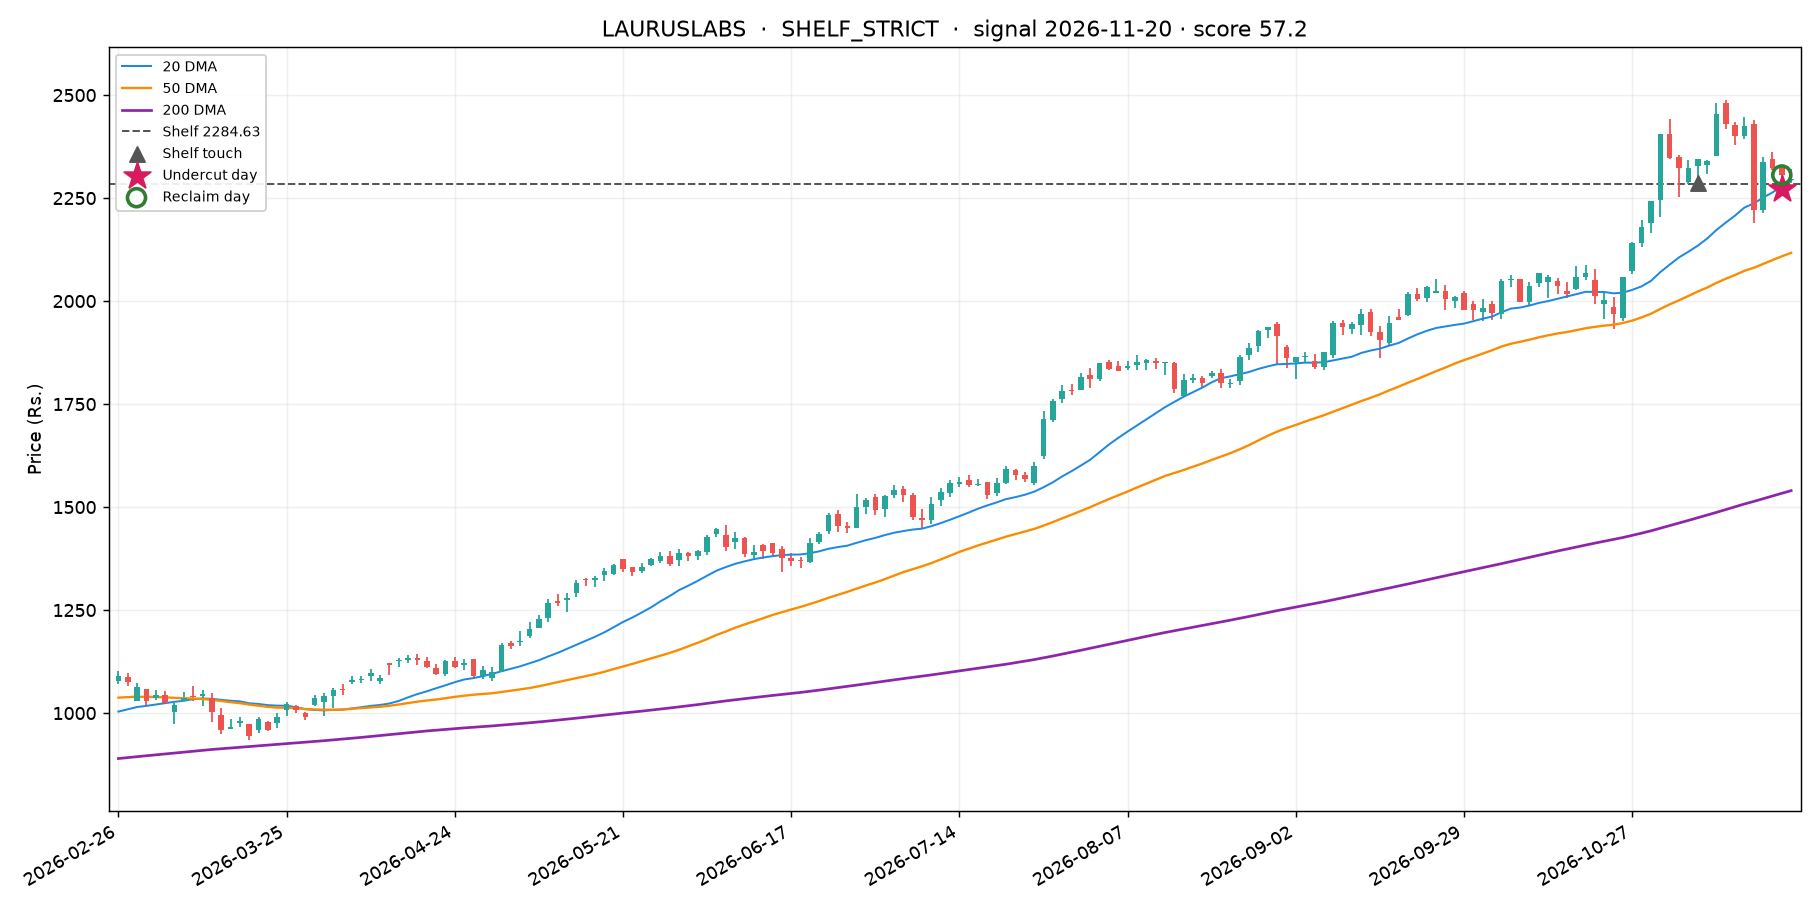 LAURUSLABS · SHELF_STRICT · signal 2026-11-20 · score 57.2
20 DMA
50 DMA
200 DMA
Shelf 2284.63
Shelf touch
Undercut day
Reclaim day
Price (Rs.)
2500
2250
2000
1750
1500
1250
1000
2026-02-26
2026-03-25
2026-04-24
2026-05-21
2026-06-17
2026-07-14
2026-08-07
2026-09-02
2026-09-29
2026-10-27